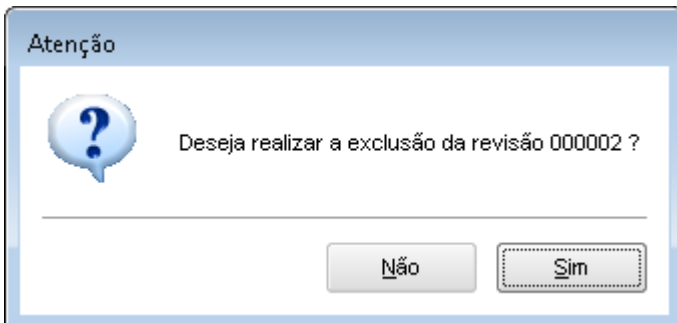 Atenção
Deseja realizar a exclusão da revisão 000002 ?
Não
Sim